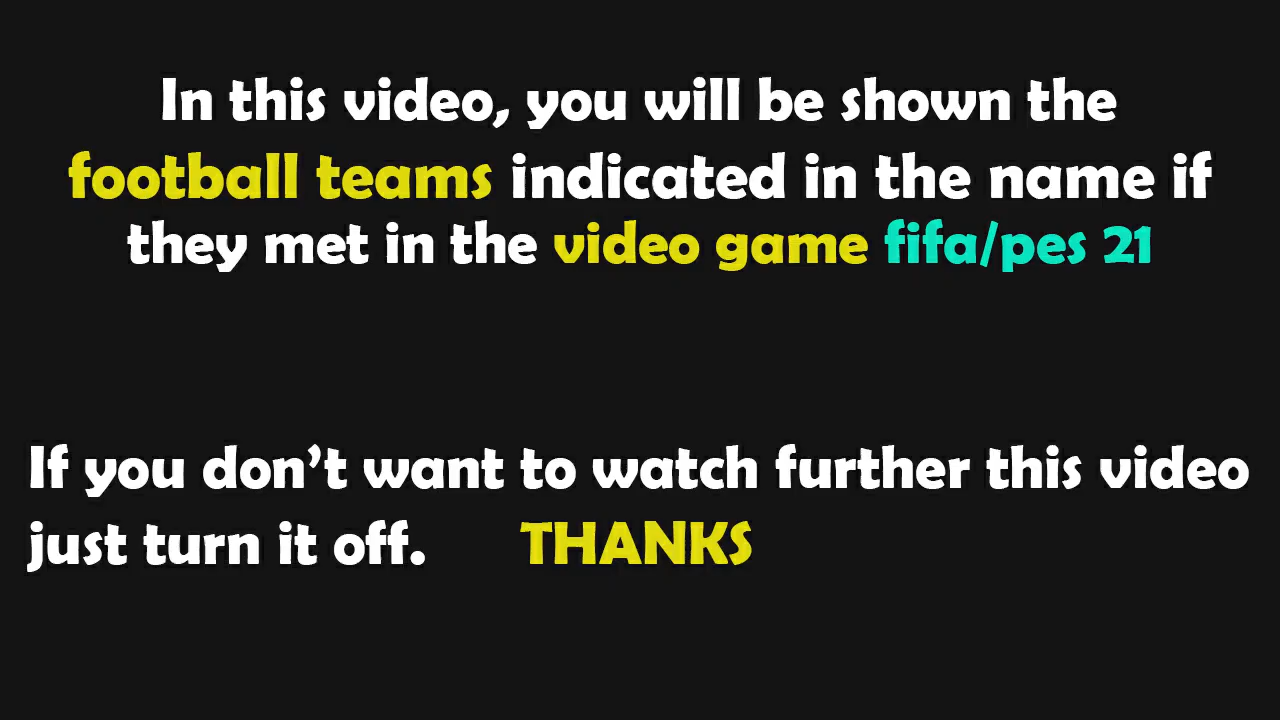 In this video, you will be shown the
football teams indicated in the name if
they met in the video game fifa/pes 21
If you don't want to watch further this video
just turn it off. THANKS